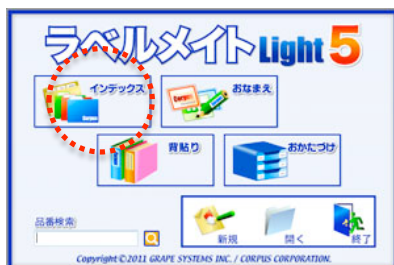 ラベルメイト Light 5
インデックス
おなまえ
背貼り
おかたづけ
品番検索
新規
開く
終了
Copyright©2011 GRAPE SYSTEMS INC. / CORPUS CORPORATION.